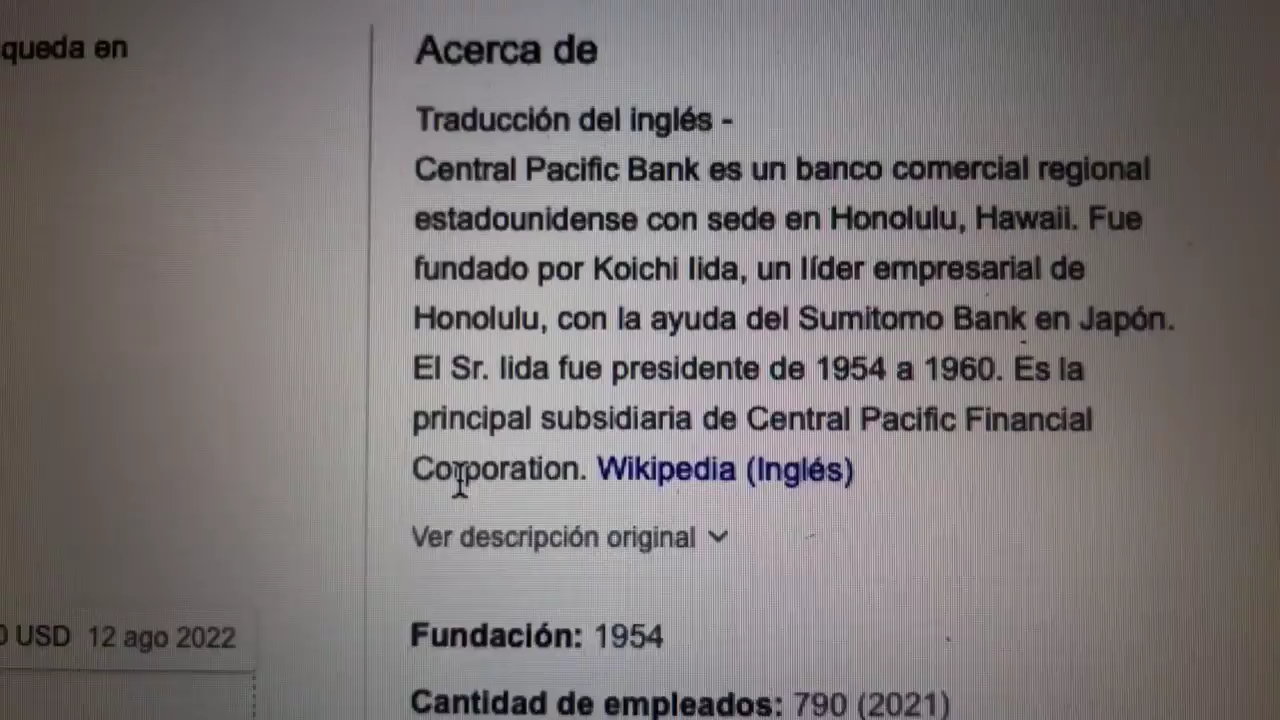 queda en
Acerca de
Traducción del inglés -
Central Pacific Bank es un banco comercial regional
estadounidense con sede en Honolulu, Hawaii. Fue
fundado por Koichi Iida, un líder empresarial de
Honolulu, con la ayuda del Sumitomo Bank en Japón.
El Sr. Iida fue presidente de 1954 a 1960. Es la
principal subsidiaria de Central Pacific Financial
Corporation. Wikipedia (Inglés)
Ver descripción original
0 USD 12 ago 2022
Fundación: 1954
Cantidad de empleados: 790 (2021)